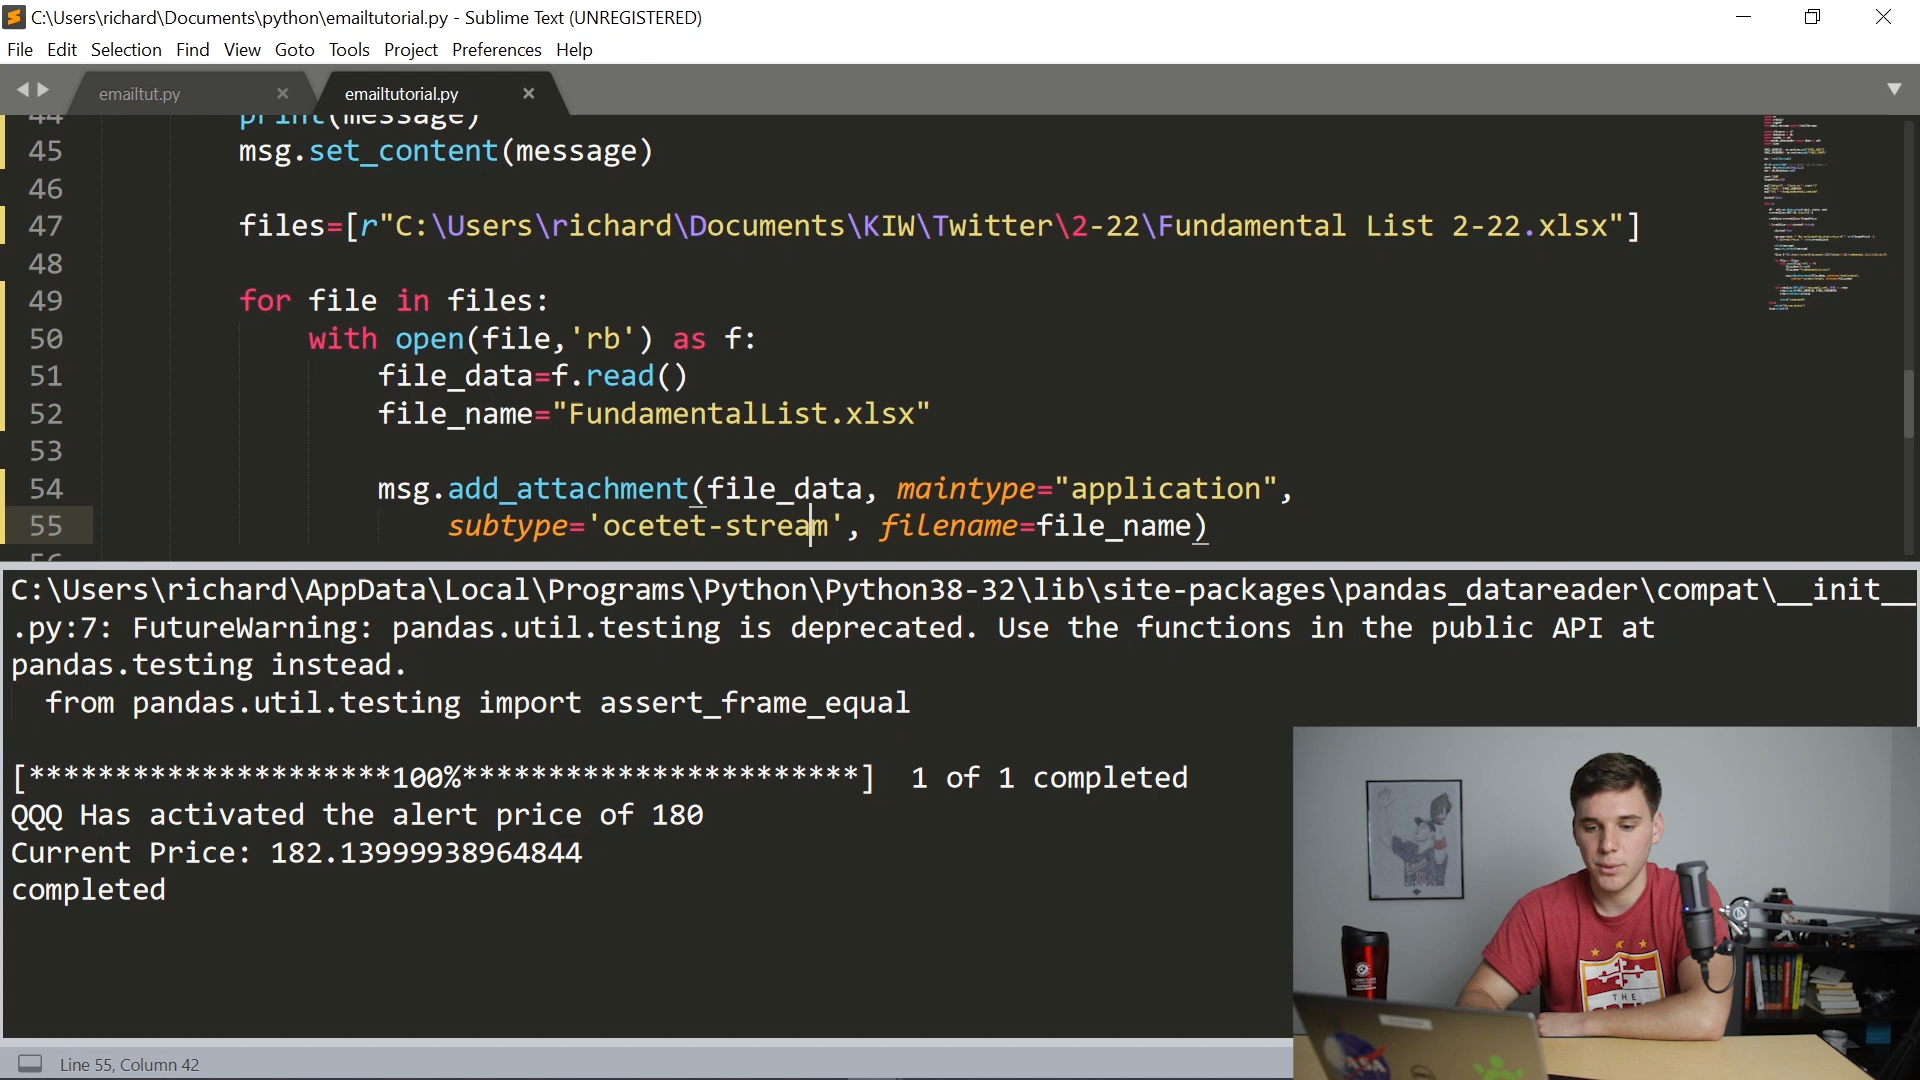 C:\Users\richard\Documents\python\emailtutorial.py - Sublime Text (UNREGISTERED)
File Edit Selection Find View Goto Tools Project Preferences Help
emailtut.py × emailtutorial.py ×
44 print(message)
45 msg.set_content(message)
46
47 files=[r"C:\Users\richard\Documents\KIW\Twitter\2-22\Fundamental List 2-22.xlsx"]
48
49 for file in files:
50 with open(file,'rb') as f:
51 file_data=f.read()
52 file_name="FundamentalList.xlsx"
53
54 msg.add_attachment(file_data, maintype="application",
55 subtype='ocetet-stream', filename=file_name)
56
C:\Users\richard\AppData\Local\Programs\Python\Python38-32\lib\site-packages\pandas_datareader\compat\__init__
.py:7: FutureWarning: pandas.util.testing is deprecated. Use the functions in the public API at
pandas.testing instead.
from pandas.util.testing import assert_frame_equal
[*********************100%***********************] 1 of 1 completed
QQQ Has activated the alert price of 180
Current Price: 182.13999938964844
completed
THE
Line 55, Column 42